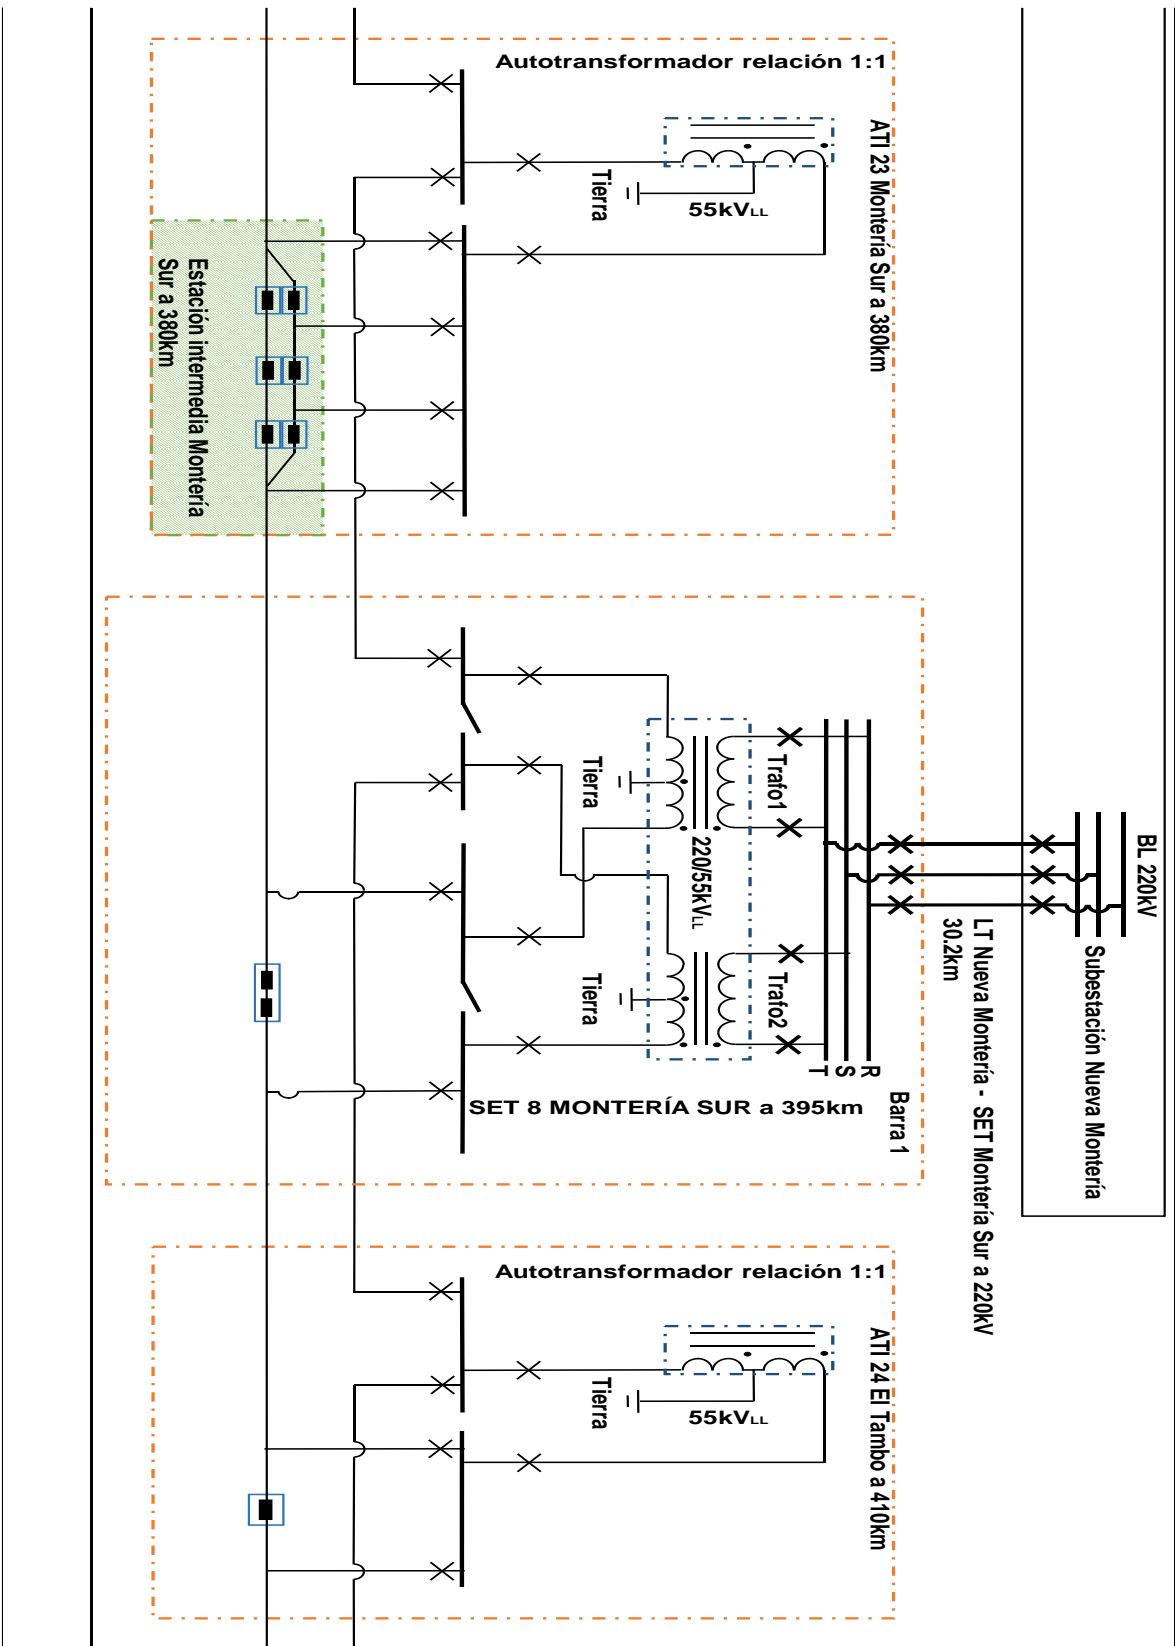 Autotransformador relación 1:1
ATI 23 Montería Sur a 380km
Tierra
55kVLL
Estación intermedia Montería
Sur a 380km
BL 220kV
Subestación Nueva Montería
LT Nueva Montería - SET Montería Sur a 220kV
30.2km
Trafo1
Tierra
220/55kVLL
Trafo2
Tierra
R
S
T
Barra 1
SET 8 MONTERÍA SUR a 395km
Autotransformador relación 1:1
ATI 24 El Tambo a 410km
Tierra
55kVLL